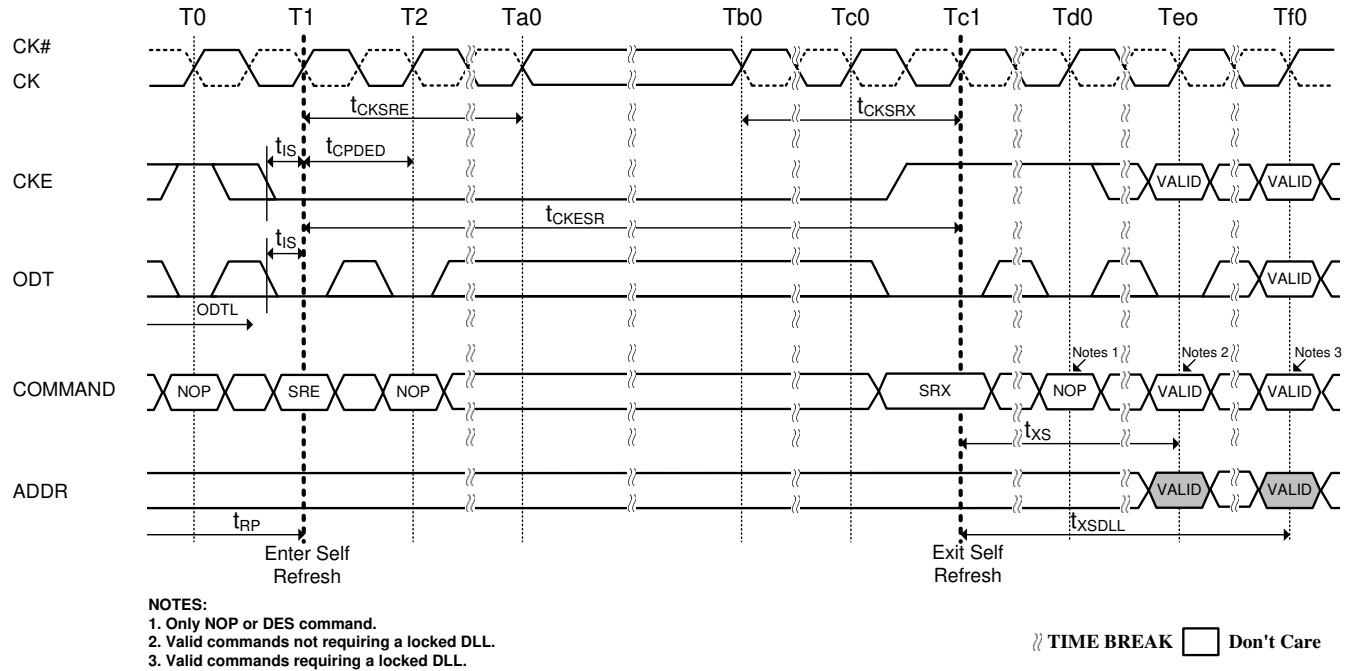 T0 T1 T2 Ta0 Tb0 Tc0 Tc1 Td0 Teo Tf0
CK#
CK
tCKSRE tCKSRX
tIS tCPDED
CKE VALID VALID
tCKESR
tIS
ODT VALID
ODTL
Notes 1 Notes 2 Notes 3
COMMAND NOP SRE NOP SRX NOP VALID VALID
tXS
ADDR VALID VALID
tRP tXSDLL
Enter Self Exit Self
Refresh Refresh
NOTES:
1. Only NOP or DES command.
2. Valid commands not requiring a locked DLL.
3. Valid commands requiring a locked DLL.
TIME BREAK Don't Care